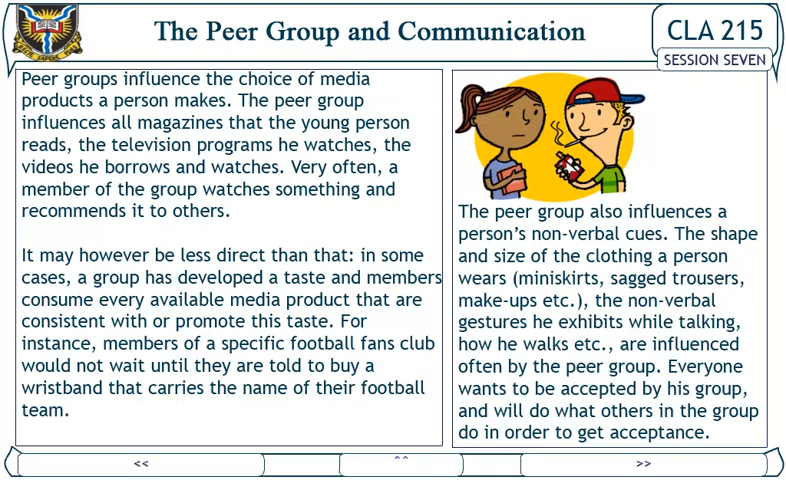 The Peer Group and Communication
CLA 215
SESSION SEVEN
Peer groups influence the choice of media
products a person makes. The peer group
influences all magazines that the young person
reads, the television programs he watches, the
videos he borrows and watches. Very often, a
member of the group watches something and
recommends it to others.
It may however be less direct than that: in some
cases, a group has developed a taste and members
consume every available media product that are
consistent with or promote this taste. For
instance, members of a specific football fans club
would not wait until they are told to buy a
wristband that carries the name of their football
team.
The peer group also influences a
person's non-verbal cues. The shape
and size of the clothing a person
wears (miniskirts, sagged trousers,
make-ups etc.), the non-verbal
gestures he exhibits while talking,
how he walks etc., are influenced
often by the peer group. Everyone
wants to be accepted by his group,
and will do what others in the group
do in order to get acceptance.
<<
^^
>>